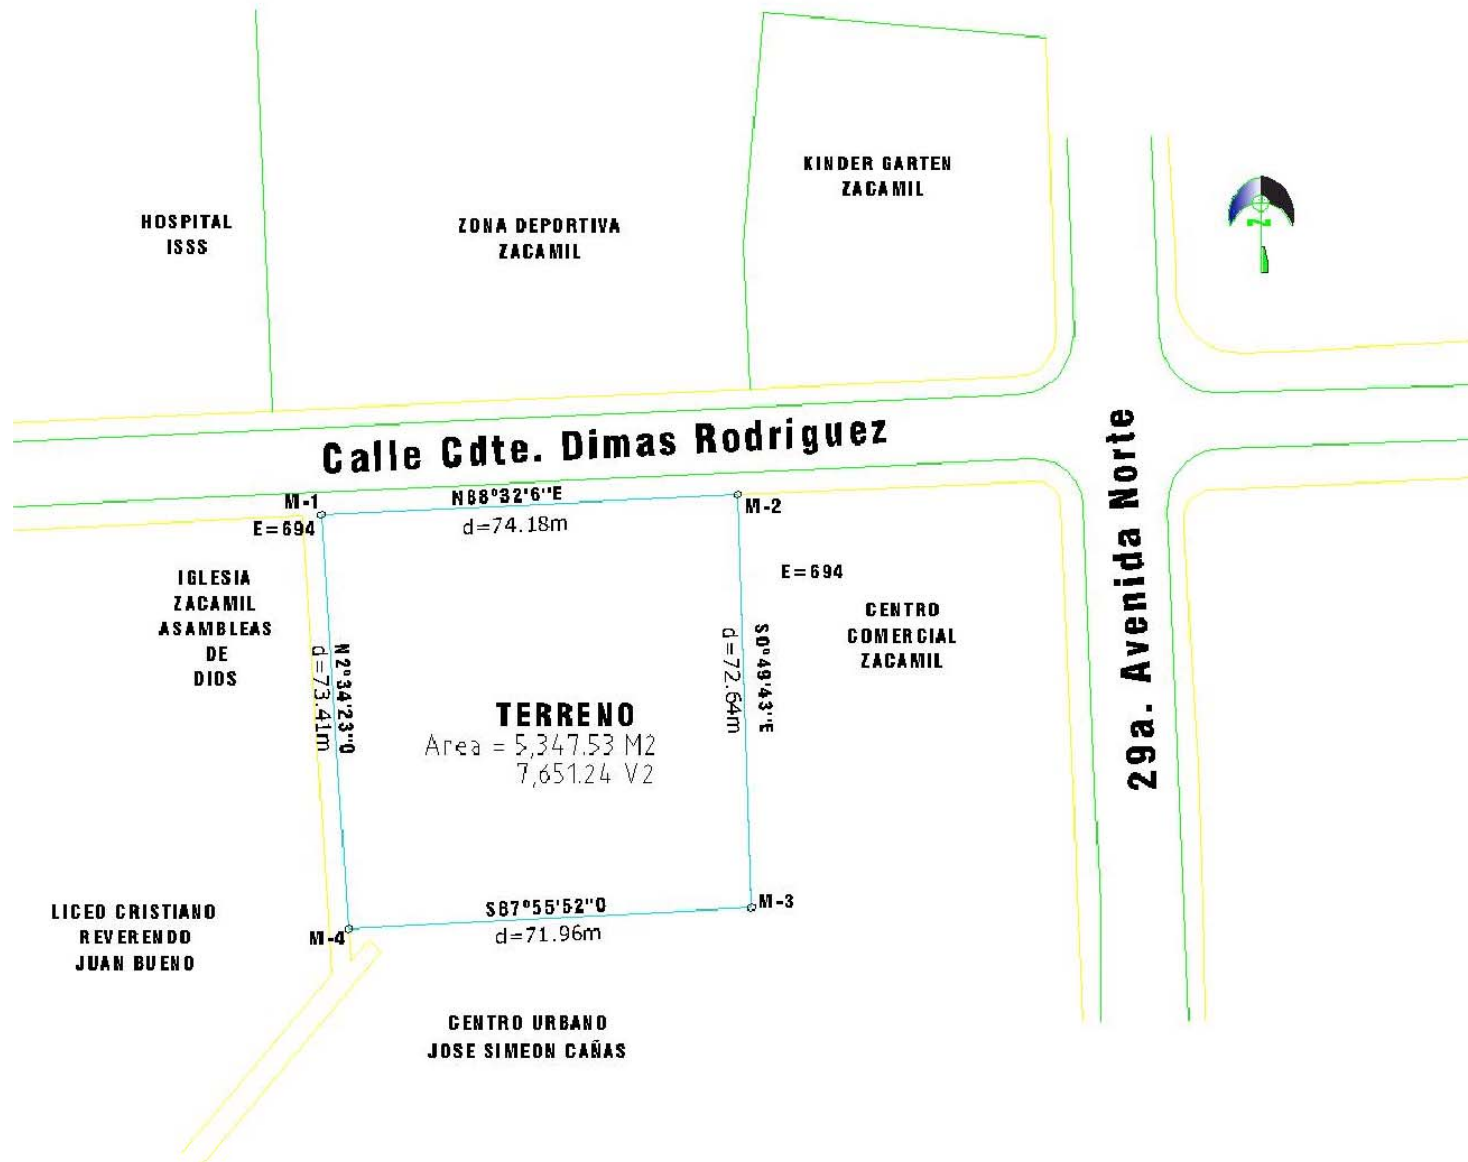 KINDER GARTEN
ZACAMIL
HOSPITAL
ISSS
ZONA DEPORTIVA
ZACAMIL
N
Calle Cdte. Dimas Rodriguez
29a. Avenida Norte
M-1
N88°32'6''E
M-2
E=694
d=74.18m
E=694
IGLESIA
ZACAMIL
ASAMBLEAS
DE
DIOS
N2°34'23''O
d=73.41m
S0°49'43''E
d=72.64m
CENTRO
COMERCIAL
ZACAMIL
TERRENO
Area = 5,347.53 M2
7,651.24 V2
LICEO CRISTIANO
REVERENDO
JUAN BUENO
M-4
S87°55'52''O
d=71.96m
M-3
CENTRO URBANO
JOSE SIMEON CAÑAS